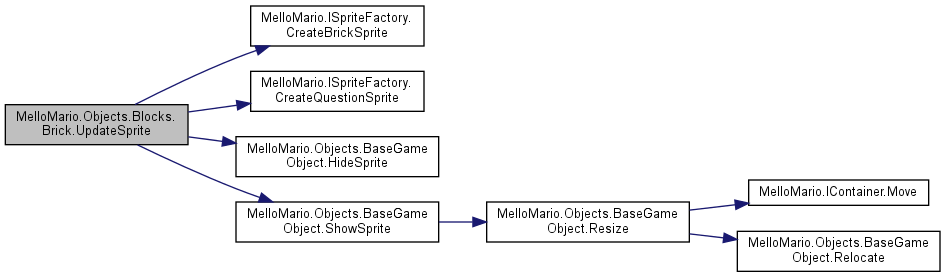 MelloMario.ISpriteFactory.
CreateBrickSprite
MelloMario.ISpriteFactory.
CreateQuestionSprite
MelloMario.Objects.Blocks.
Brick.UpdateSprite
MelloMario.Objects.BaseGame
Object.HideSprite
MelloMario.Objects.BaseGame
Object.ShowSprite
MelloMario.Objects.BaseGame
Object.Resize
MelloMario.IContainer.Move
MelloMario.Objects.BaseGame
Object.Relocate